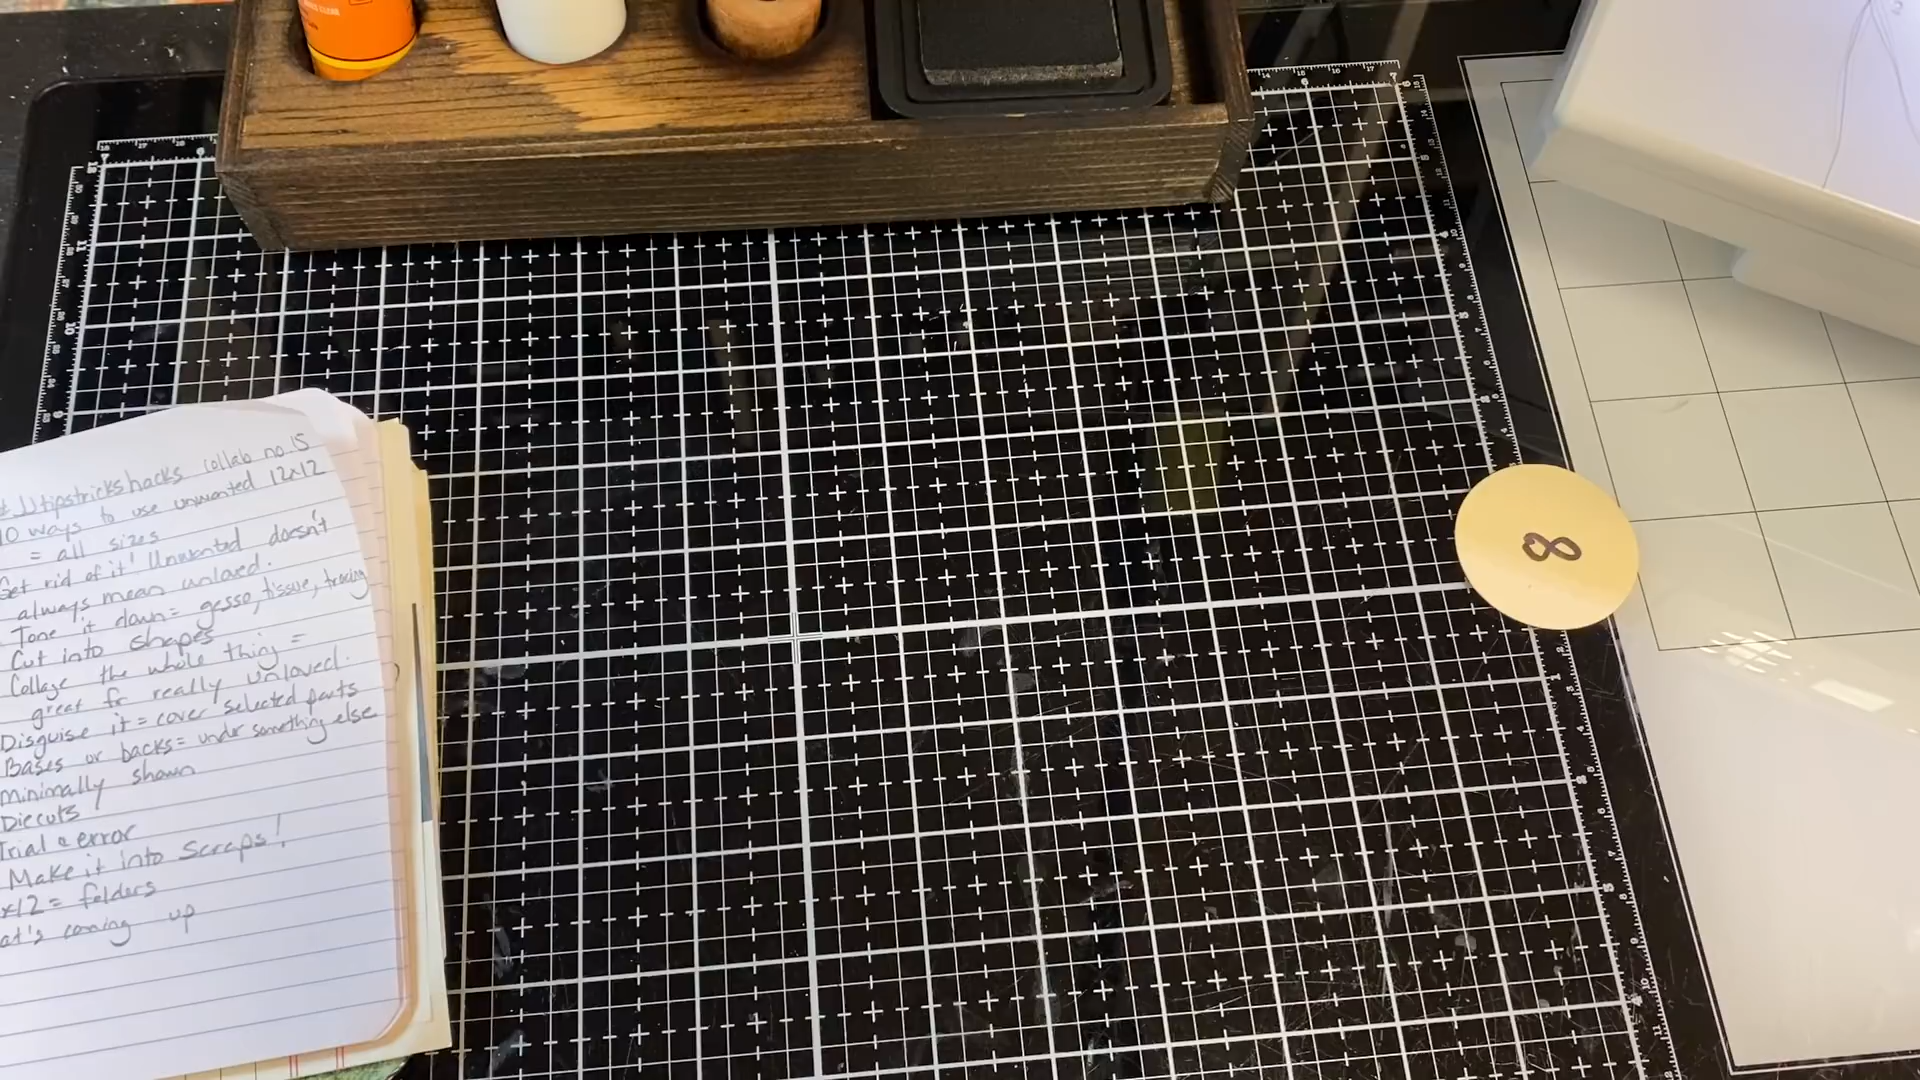 tipstrickshacks collab no.15
10 ways to use unwanted 12x12
= all sizes
Get rid of it! Unwanted doesn't
always mean unloved.
Tone it down = gesso, tissue, tracing
Cut into shapes
Collage the whole thing =
great for really unloved.
Disguise it = cover selected parts
Bases or backs = under something else
Minimally shown
Diecuts
Trial & error
Make it into scraps!
x12 = folders
at's coming up
8